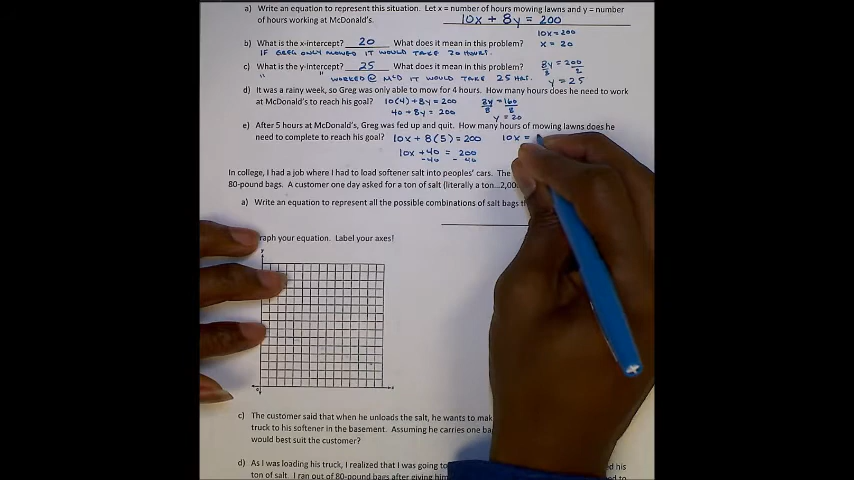 a) Write an equation to represent this situation. Let x = number of hours mowing lawns and y = number
of hours working at McDonald's. 10x + 8y = 200
10x = 200
b) What is the x-intercept? 20 What does it mean in this problem? x = 20
IF GREG ONLY MOWED IT WOULD TAKE 20 HOURS.
c) What is the y-intercept? 25 What does it mean in this problem? 8y = 200
" " WORKED @ McD IT WOULD TAKE 25 HRS. y = 25
d) It was a rainy week, so Greg was only able to mow for 4 hours. How many hours does he need to work
at McDonald's to reach his goal? 10(4) + 8y = 200 8y = 160
8 8
40 + 8y = 200 y = 20
e) After 5 hours at McDonald's, Greg was fed up and quit. How many hours of mowing lawns does he
need to complete to reach his goal? 10x + 8(5) = 200 10x =
10x + 40 = 200
-40 -40
In college, I had a job where I had to load softener salt into peoples' cars. The
80-pound bags. A customer one day asked for a ton of salt (literally a ton...2,00
a) Write an equation to represent all the possible combinations of salt bags
raph your equation. Label your axes!
y
x
c) The customer said that when he unloads the salt, he wants to mak
truck to his softener in the basement. Assuming he carries one ba
would best suit the customer?
d) As I was loading his truck, I realized that I was going to ed his
ton of salt. I ran out of 80-pound bags after giving him